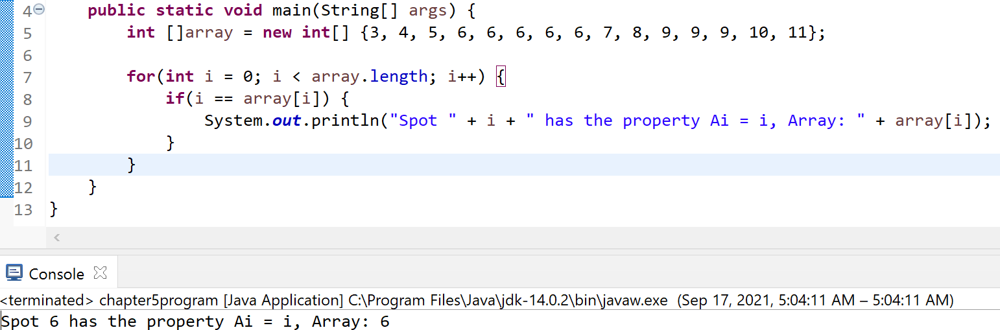 4 public static void main(String[] args) {
5 int []array = new int[] {3, 4, 5, 6, 6, 6, 6, 6, 7, 8, 9, 9, 9, 10, 11};
6
7 for(int i = 0; i < array.length; i++) {
8 if(i == array[i]) {
9 System.out.println("Spot " + i + " has the property Ai = i, Array: " + array[i]);
10 }
11 }
12 }
13 }
Console
<terminated> chapter5program [Java Application] C:\Program Files\Java\jdk-14.0.2\bin\javaw.exe (Sep 17, 2021, 5:04:11 AM – 5:04:11 AM)
Spot 6 has the property Ai = i, Array: 6